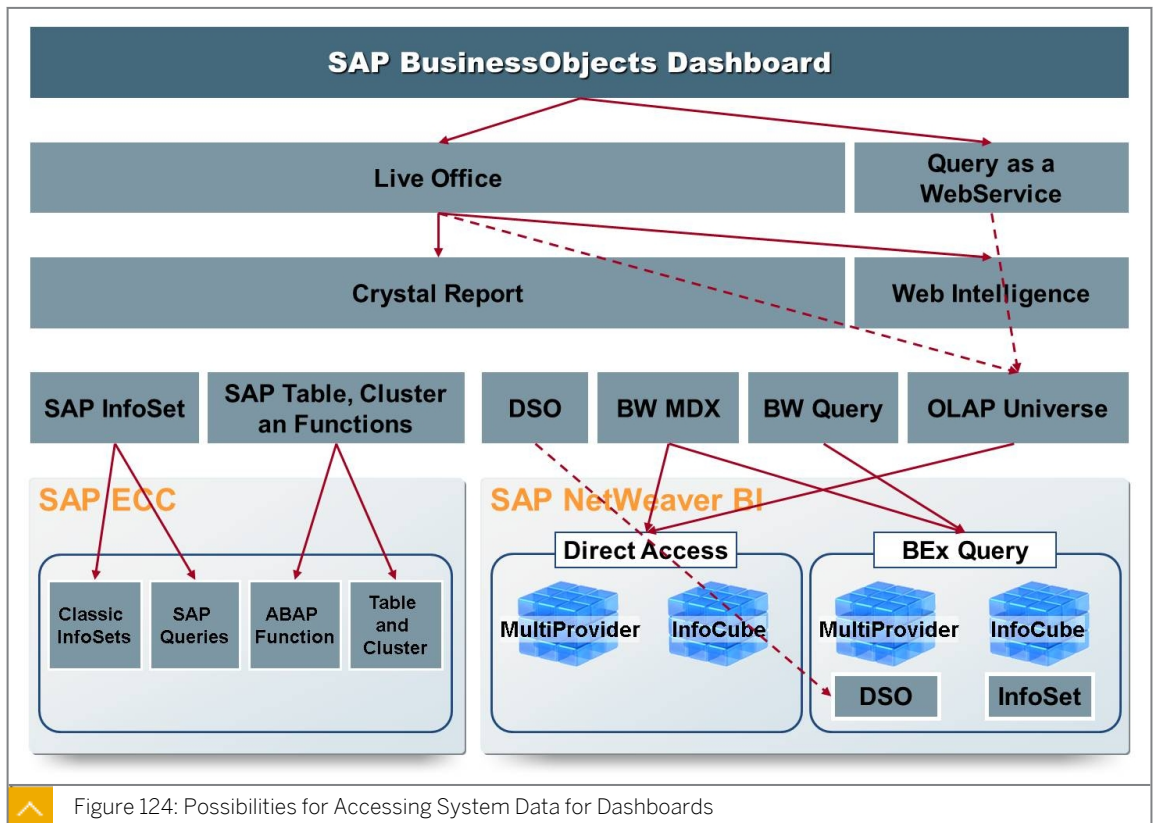 SAP BusinessObjects Dashboard
Live Office
Query as a
WebService
Crystal Report
Web Intelligence
SAP InfoSet
SAP Table, Cluster
an Functions
DSO
BW MDX
BW Query
OLAP Universe
SAP ECC
Classic
InfoSets
SAP
Queries
ABAP
Function
Table
and
Cluster
SAP NetWeaver BI
Direct Access
MultiProvider
InfoCube
BEx Query
MultiProvider
InfoCube
DSO
InfoSet
Figure 124: Possibilities for Accessing System Data for Dashboards